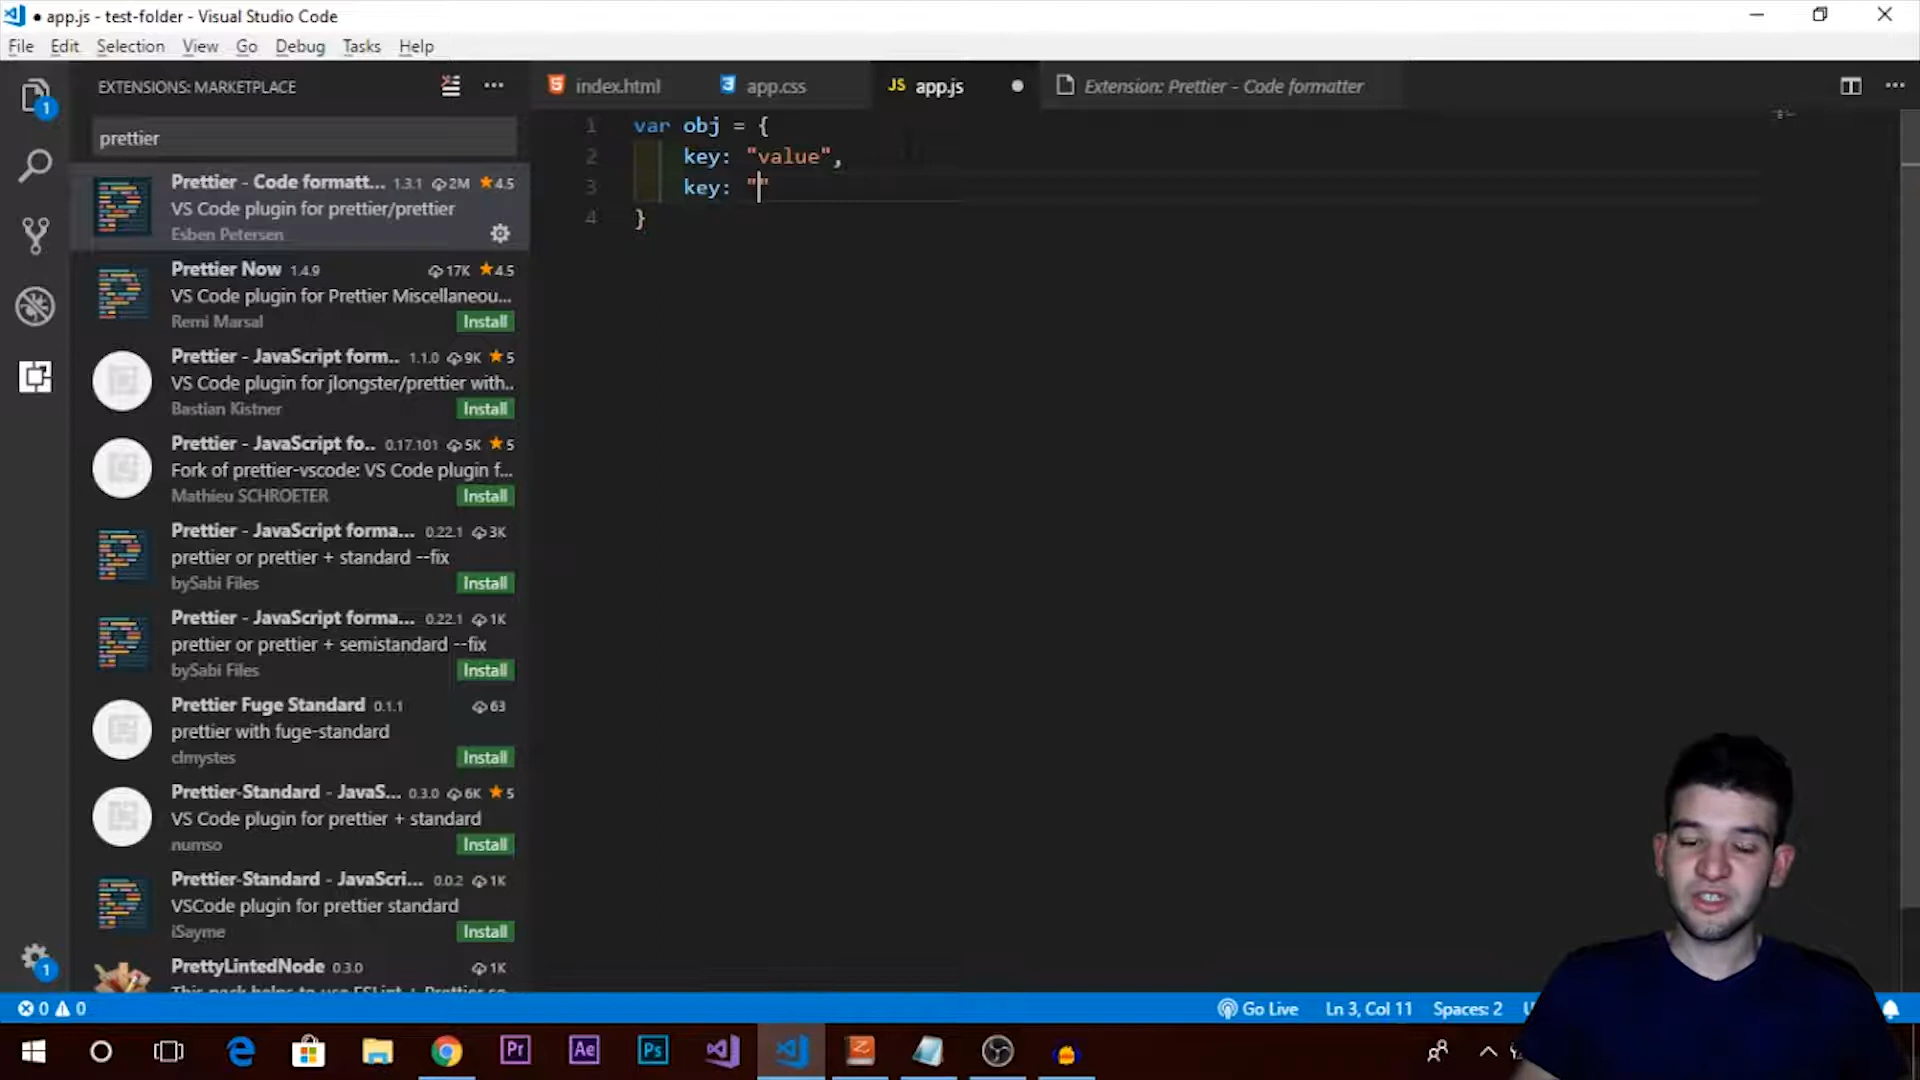 ● app.js - test-folder - Visual Studio Code
File Edit Selection View Go Debug Tasks Help
EXTENSIONS: MARKETPLACE
index.html
app.css
JS app.js
Extension: Prettier - Code formatter
prettier
Prettier - Code formatt... 1.3.1 2M ★4.5
VS Code plugin for prettier/prettier
Esben Petersen
Prettier Now 1.4.9 17K ★4.5
VS Code plugin for Prettier Miscellaneou...
Remi Marsal Install
Prettier - JavaScript form... 1.1.0 9K ★5
VS Code plugin for jlongster/prettier with...
Bastian Kistner Install
Prettier - JavaScript fo... 0.17.101 5K ★5
Fork of prettier-vscode: VS Code plugin f...
Mathieu SCHROETER Install
Prettier - JavaScript forma... 0.22.1 3K
prettier or prettier + standard --fix
bySabi Files Install
Prettier - JavaScript forma... 0.22.1 1K
prettier or prettier + semistandard --fix
bySabi Files Install
Prettier Fuge Standard 0.1.1 63
prettier with fuge-standard
clmystes Install
Prettier-Standard - JavaS... 0.3.0 6K ★5
VS Code plugin for prettier + standard
numso Install
Prettier-Standard - JavaScri... 0.0.2 1K
VSCode plugin for prettier standard
iSayme Install
PrettyLintedNode 0.3.0 1K
1 var obj = {
2 key: "value",
3 key: ""
4 }
1
1
0 0
Go Live Ln 3, Col 11 Spaces: 2
Pr Ae Ps